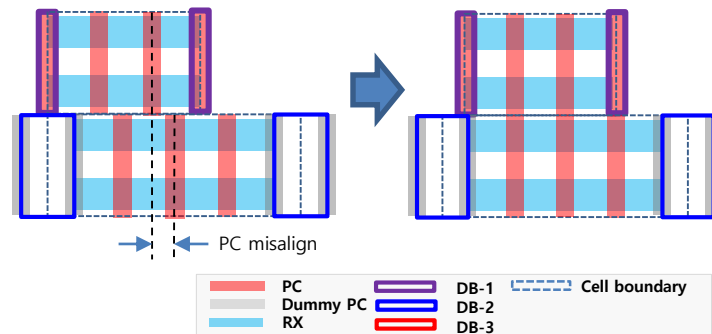 PC misalign
PC
DB-1
Cell boundary
Dummy PC
DB-2
RX
DB-3